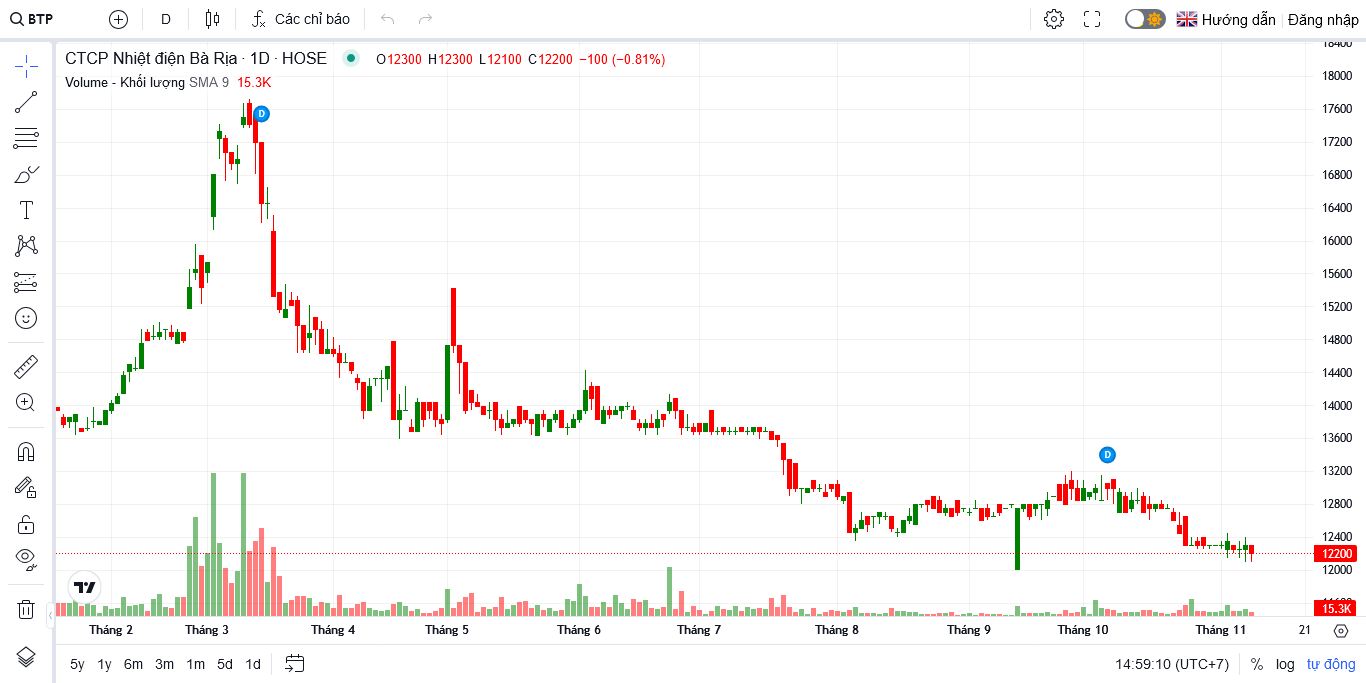 BTP D Các chỉ báo Hướng dẫn Đăng nhập
CTCP Nhiệt điện Bà Rịa · 1D · HOSE O12300 H12300 L12100 C12200 −100 (−0.81%)
Volume - Khối lượng SMA 9 15.3K
D
D
18400
18000
17600
17200
16800
16400
16000
15600
15200
14800
14400
14000
13600
13200
12800
12400
12200
12000
15.3K
Tháng 2 Tháng 3 Tháng 4 Tháng 5 Tháng 6 Tháng 7 Tháng 8 Tháng 9 Tháng 10 Tháng 11 21
5y 1y 6m 3m 1m 5d 1d 14:59:10 (UTC+7) % log tự động